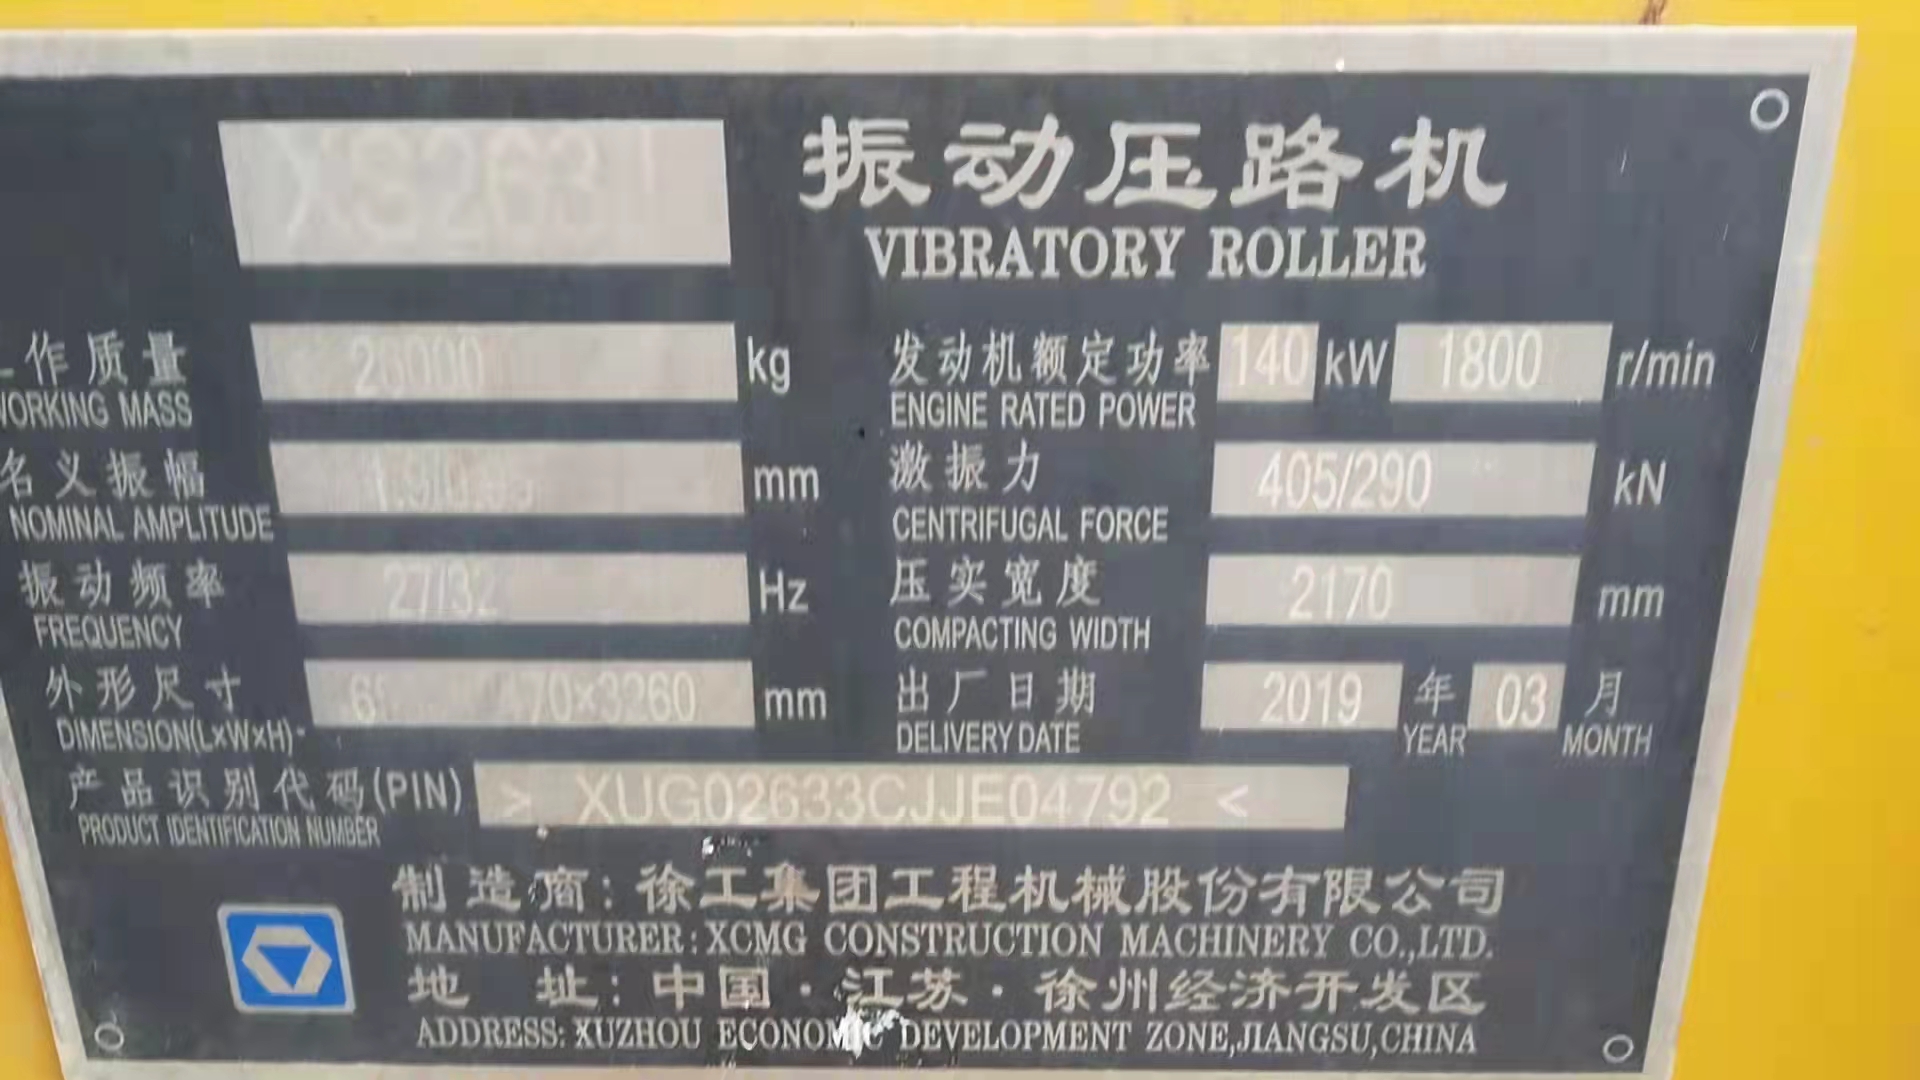 XS263J
振动压路机
VIBRATORY ROLLER
作质量 26000 kg
WORKING MASS
发动机额定功率 140 kW 1800 r/min
ENGINE RATED POWER
名义振幅 mm
NOMINAL AMPLITUDE
激振力 405/290 kN
CENTRIFUGAL FORCE
振动频率 27/32 Hz
FREQUENCY
压实宽度 2170 mm
COMPACTING WIDTH
外形尺寸 70×3260 mm
DIMENSION(L×W×H)
出厂日期 2019 年 03 月
DELIVERY DATE YEAR MONTH
产品识别代码(PIN) > XUG02633CJJE04792 <
PRODUCT IDENTIFICATION NUMBER
制造商: 徐工集团工程机械股份有限公司
MANUFACTURER: XCMG CONSTRUCTION MACHINERY CO.,LTD.
地 址: 中国·江苏·徐州经济开发区
ADDRESS: XUZHOU ECONOMIC DEVELOPMENT ZONE,JIANGSU,CHINA